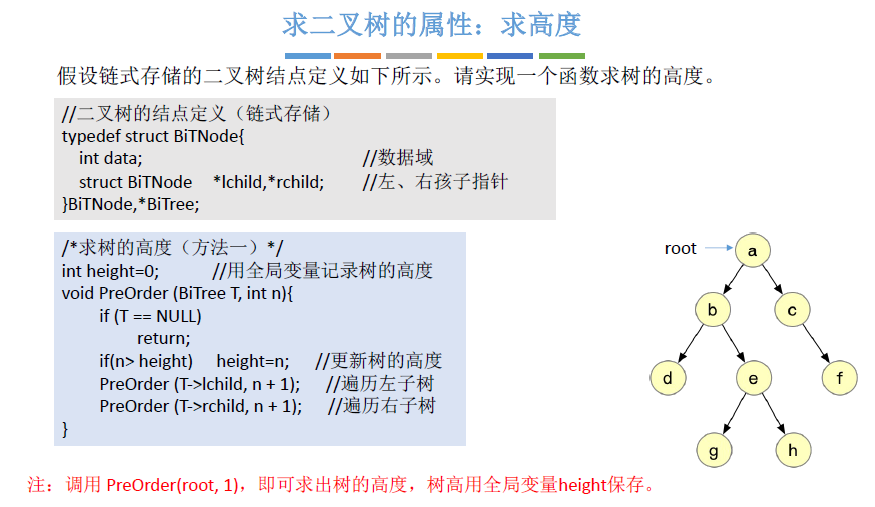 求二叉树的属性：求高度
假设链式存储的二叉树结点定义如下所示。请实现一个函数求树的高度。
//二叉树的结点定义（链式存储）
typedef struct BiTNode{
int data; //数据域
struct BiTNode *lchild,*rchild; //左、右孩子指针
}BiTNode,*BiTree;
/*求树的高度（方法一）*/
int height=0; //用全局变量记录树的高度
void PreOrder (BiTree T, int n){
if (T == NULL)
return;
if(n> height) height=n; //更新树的高度
PreOrder (T->lchild, n + 1); //遍历左子树
PreOrder (T->rchild, n + 1); //遍历右子树
}
root a
b c
d e f
g h
注：调用 PreOrder(root, 1)，即可求出树的高度，树高用全局变量height保存。